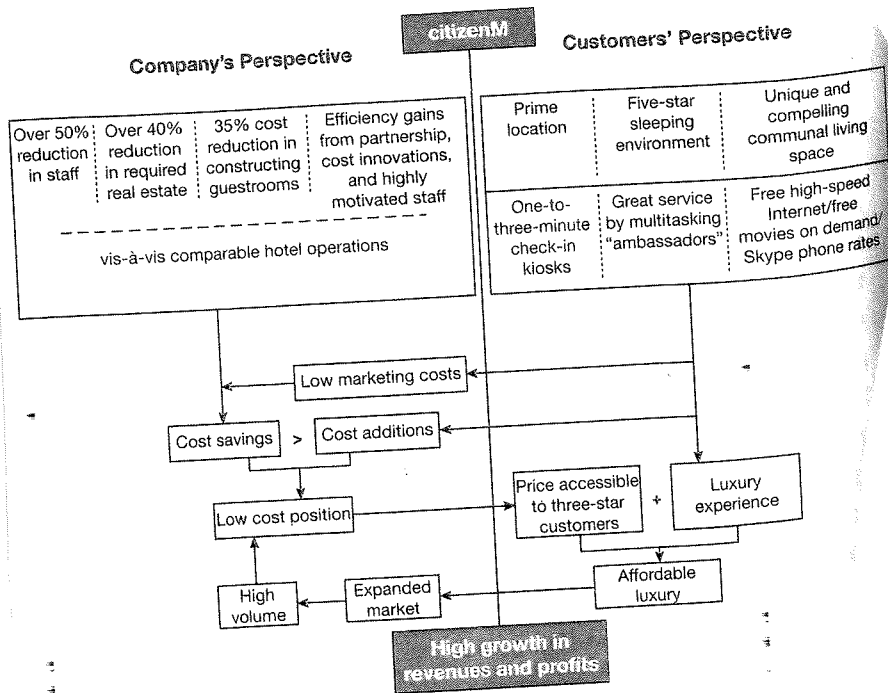 citizenM
Company's Perspective
Customers' Perspective
Over 50%
reduction
in staff
Over 40%
reduction
in required
real estate
35% cost
reduction in
constructing
guestrooms
Efficiency gains
from partnership,
cost innovations,
and highly
motivated staff
vis-à-vis comparable hotel operations
Prime
location
Five-star
sleeping
environment
Unique and
compelling
communal living
space
One-to-
three-minute
check-in
kiosks
Great service
by multitasking
"ambassadors"
Free high-speed
Internet/free
movies on demand/
Skype phone rates
Low marketing costs
Cost savings
>
Cost additions
Low cost position
Price accessible
to three-star
customers
+
Luxury
experience
High
volume
Expanded
market
Affordable
luxury
High growth in
revenues and profits